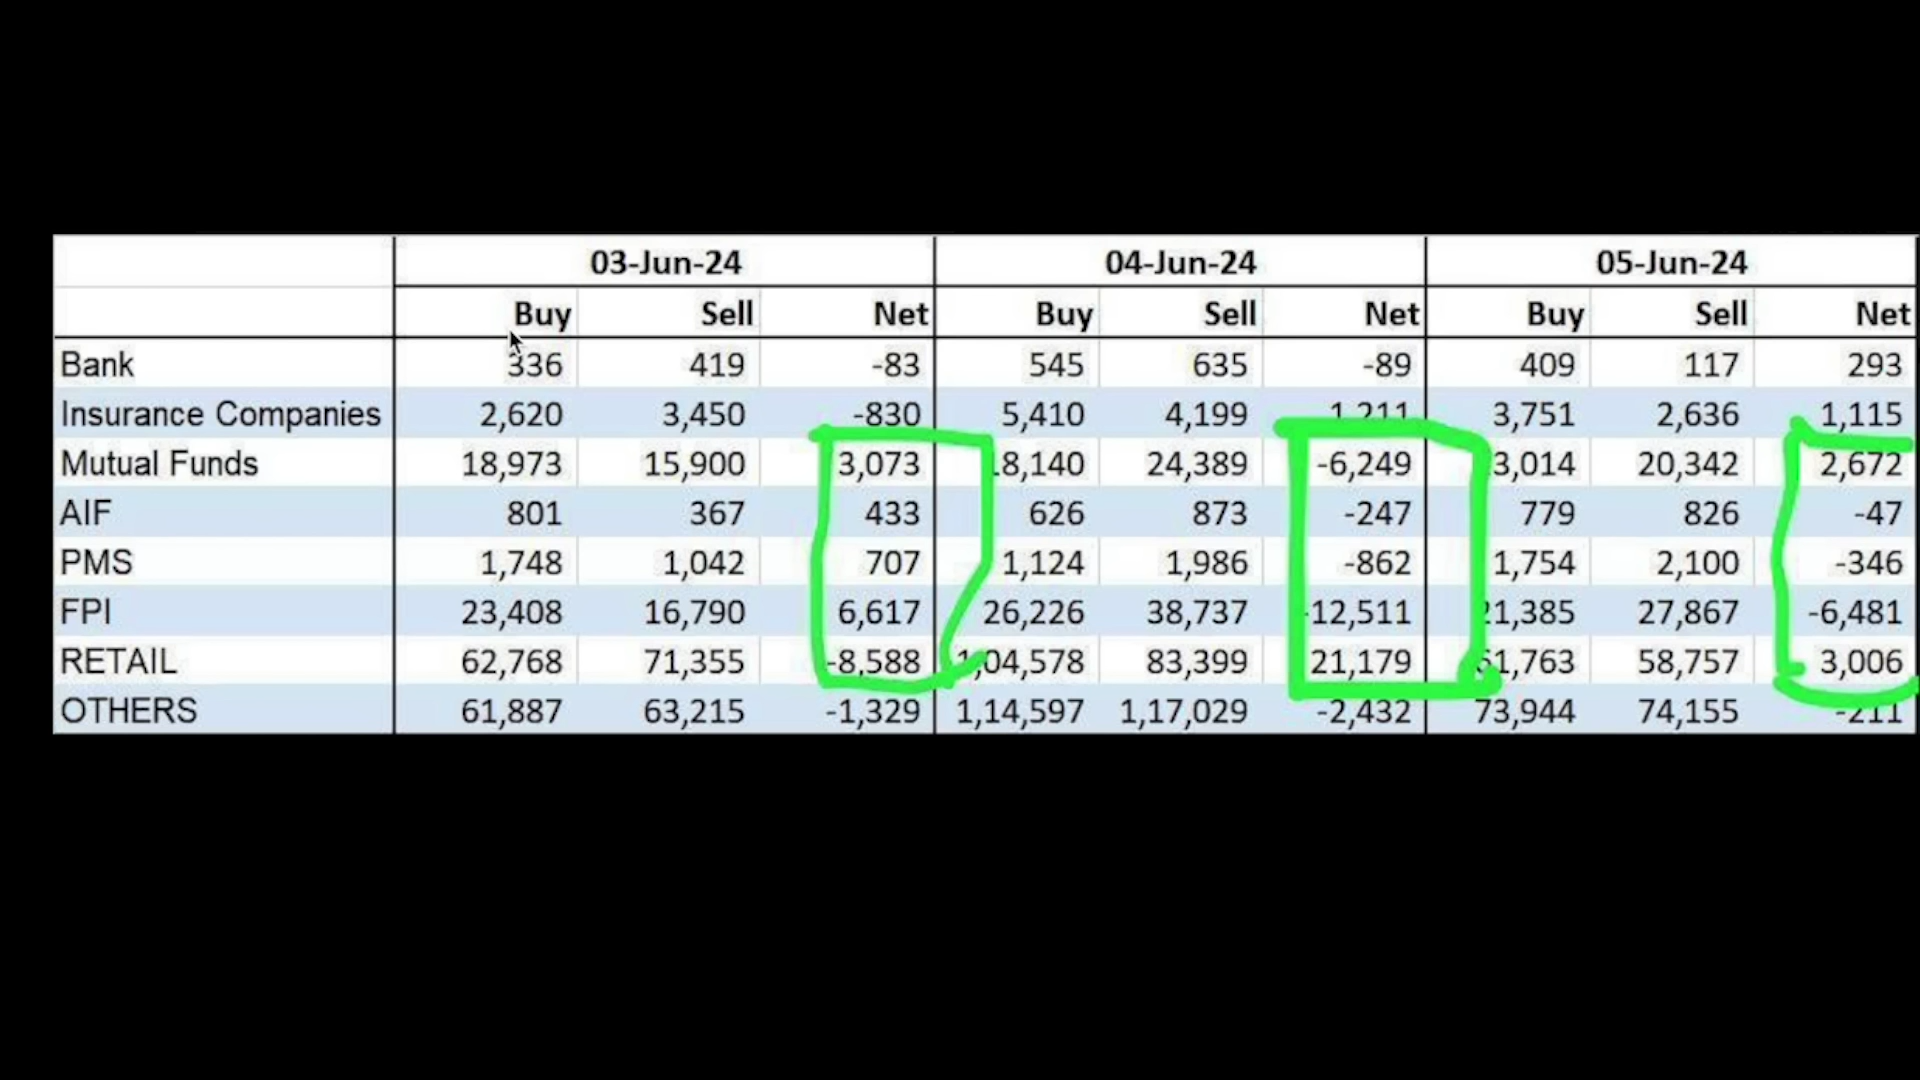 03-Jun-24 04-Jun-24 05-Jun-24
Buy Sell Net Buy Sell Net Buy Sell Net
Bank 336 419 -83 545 635 -89 409 117 293
Insurance Companies 2,620 3,450 -830 5,410 4,199 1,211 3,751 2,636 1,115
Mutual Funds 18,973 15,900 3,073 18,140 24,389 -6,249 3,014 20,342 2,672
AIF 801 367 433 626 873 -247 779 826 -47
PMS 1,748 1,042 707 1,124 1,986 -862 1,754 2,100 -346
FPI 23,408 16,790 6,617 26,226 38,737 -12,511 21,385 27,867 -6,481
RETAIL 62,768 71,355 -8,588 1,04,578 83,399 21,179 61,763 58,757 3,006
OTHERS 61,887 63,215 -1,329 1,14,597 1,17,029 -2,432 73,944 74,155 -211